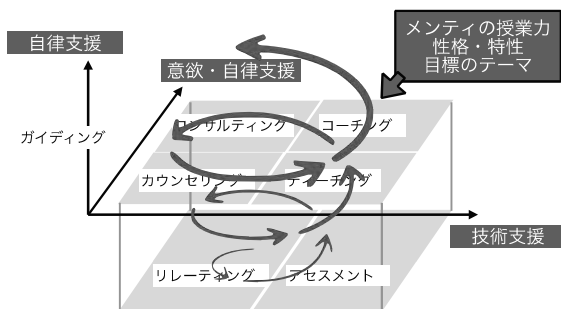 メンティの授業力
性格・特性
目標のテーマ
自律支援
意欲・自律支援
コンサルティング
コーチング
ガイディング
カウンセリング
ティーチング
技術支援
リレーティング
アセスメント